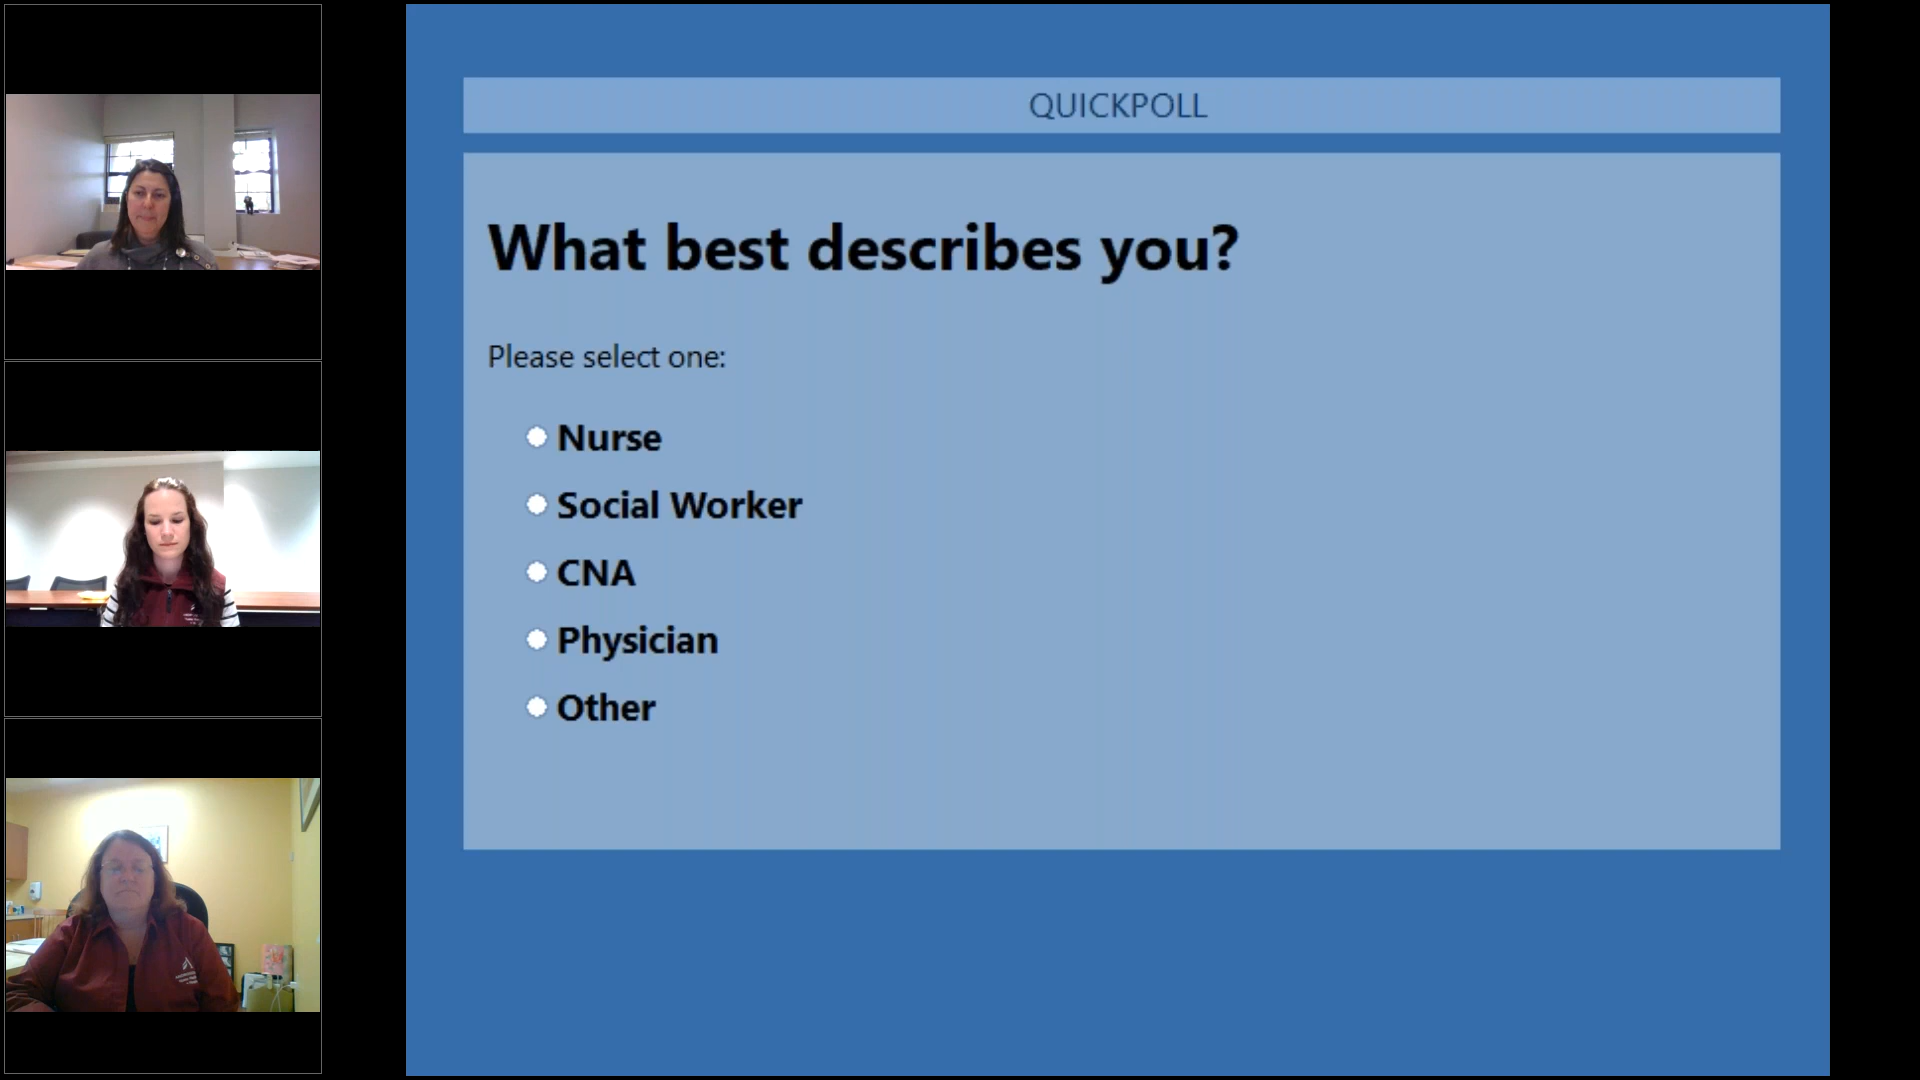 QUICKPOLL
What best describes you?
Please select one:
Nurse
Social Worker
CNA
Physician
Other